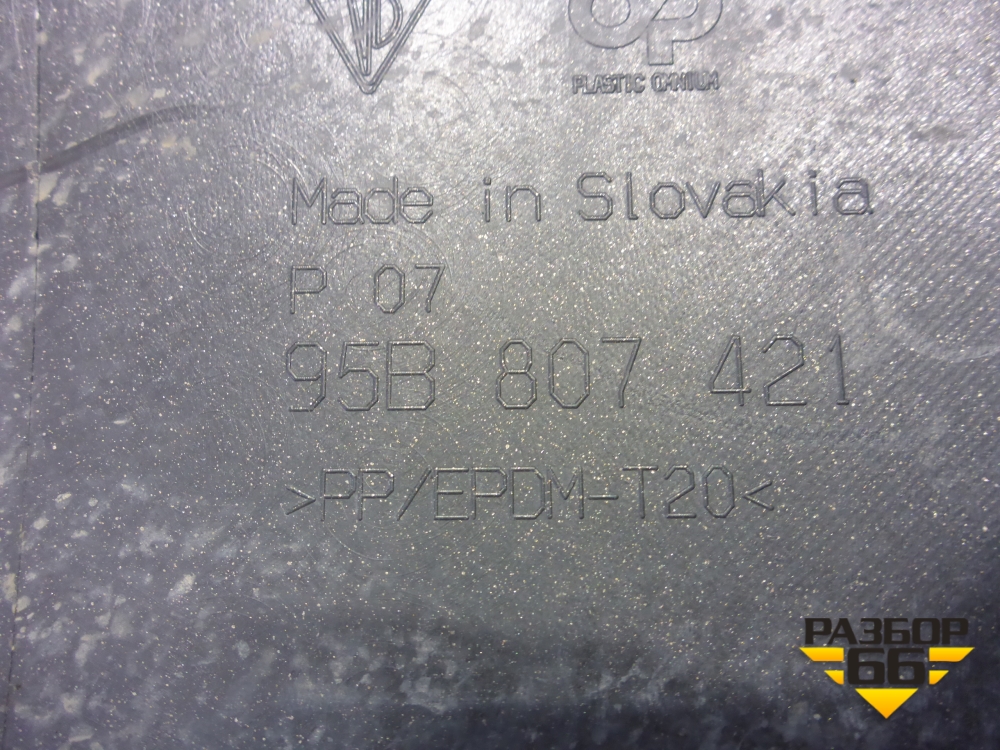 PLASTIC OMNIUM
Made in Slovakia
P 07
95B 807 421
>PP/EPDM-T20<
РАЗБОР
66